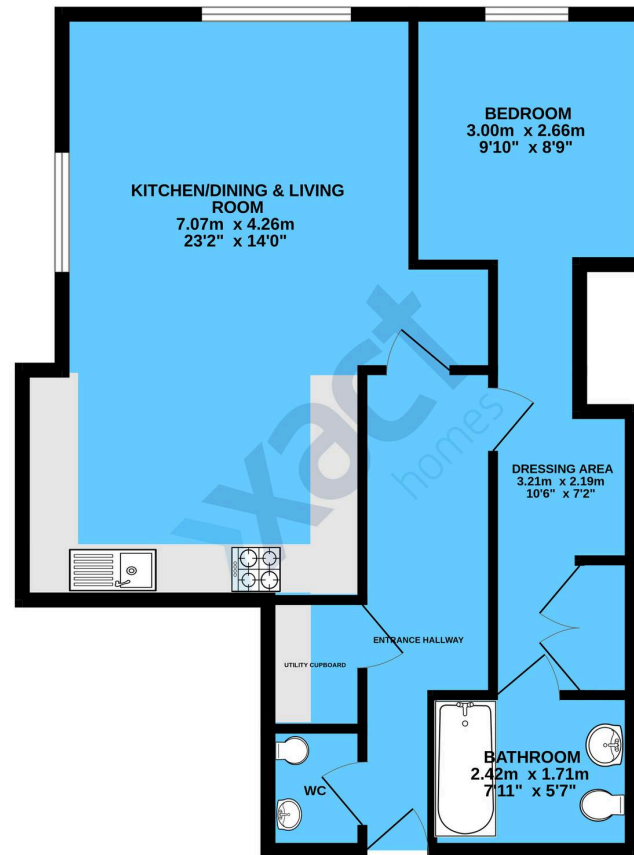 BEDROOM
3.00m x 2.66m
9'10" x 8'9"
KITCHEN/DINING & LIVING
ROOM
7.07m x 4.26m
23'2" x 14'0"
xact
homes
DRESSING AREA
3.21m x 2.19m
10'6" x 7'2"
ENTRANCE HALLWAY
UTILITY CUPBOARD
BATHROOM
2.42m x 1.71m
7'11" x 5'7"
WC